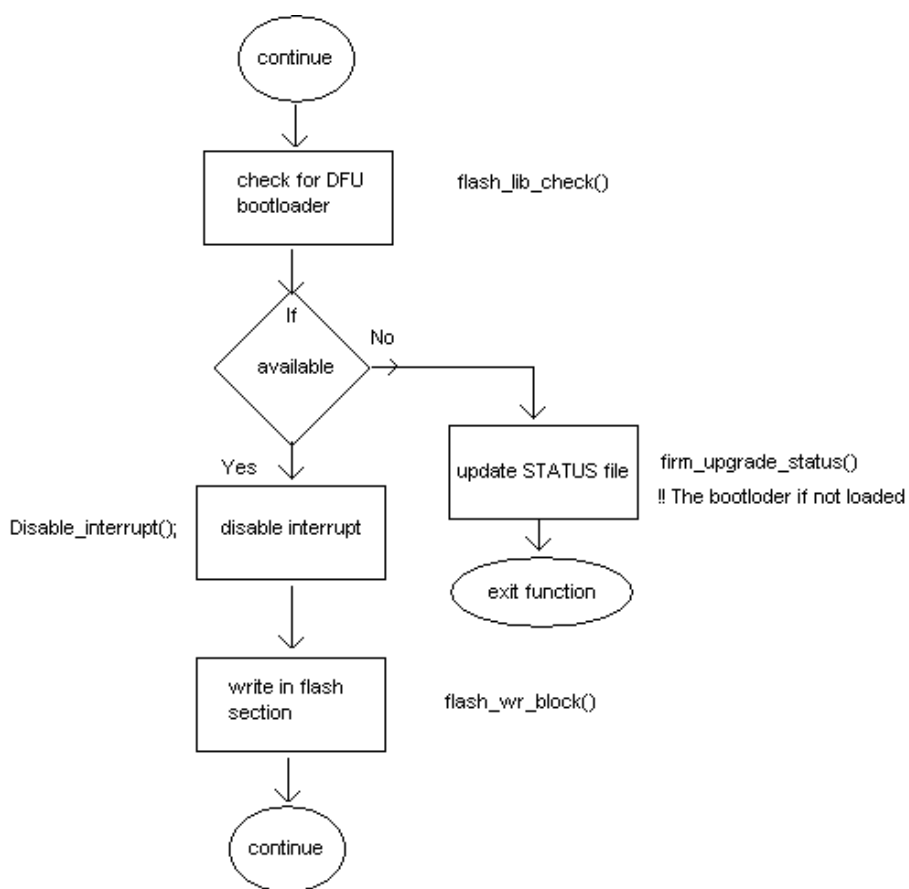 continue
check for DFU
bootloader
flash_lib_check()
If
available
No
Yes
update STATUS file
firm_upgrade_status()
!! The bootloder if not loaded
Disable_interrupt();
disable interrupt
exit function
write in flash
section
flash_wr_block()
continue